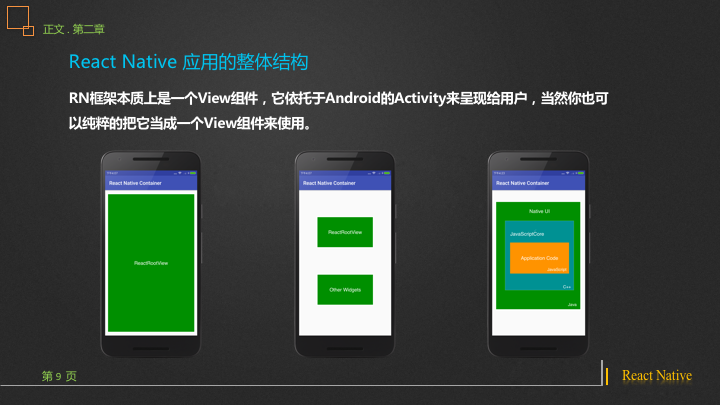 正文 . 第二章
React Native 应用的整体结构
RN框架本质上是一个View组件，它依托于Android的Activity来呈现给用户，当然你也可
以纯粹的把它当成一个View组件来使用。
React Native Container
ReactRootView
React Native Container
ReactRootView
Other Widgets
React Native Container
Native UI
JavaScriptCore
Application Code
JavaScript
C++
Java
第 9 页
React Native